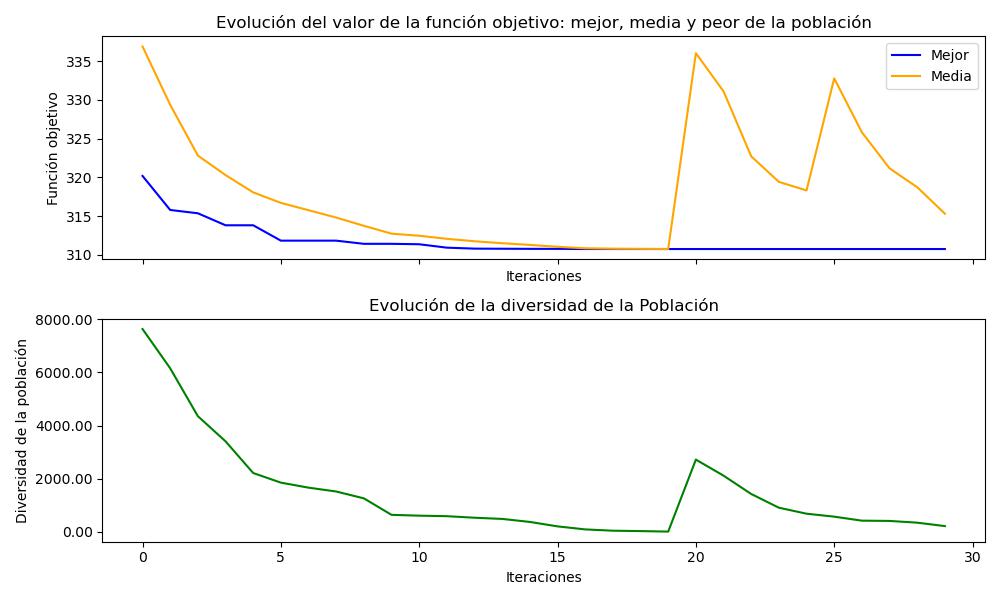 Evolución del valor de la función objetivo: mejor, media y peor de la población
Función objetivo
335
330
325
320
315
310
Mejor
Media
Iteraciones
Evolución de la diversidad de la Población
Diversidad de la población
8000.00
6000.00
4000.00
2000.00
0.00
0 5 10 15 20 25 30
Iteraciones